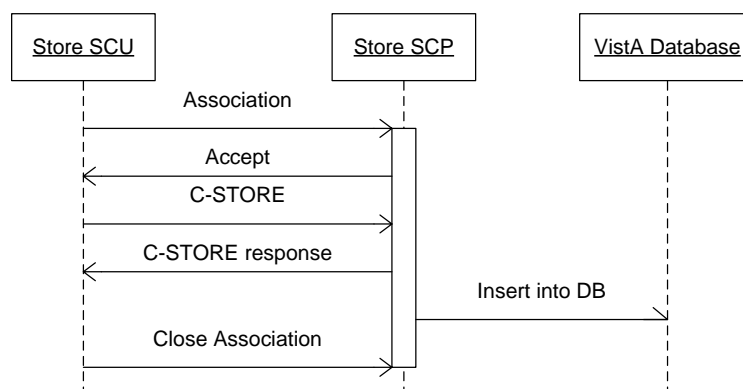 Store SCU
Store SCP
VistA Database
Association
Accept
C-STORE
C-STORE response
Insert into DB
Close Association